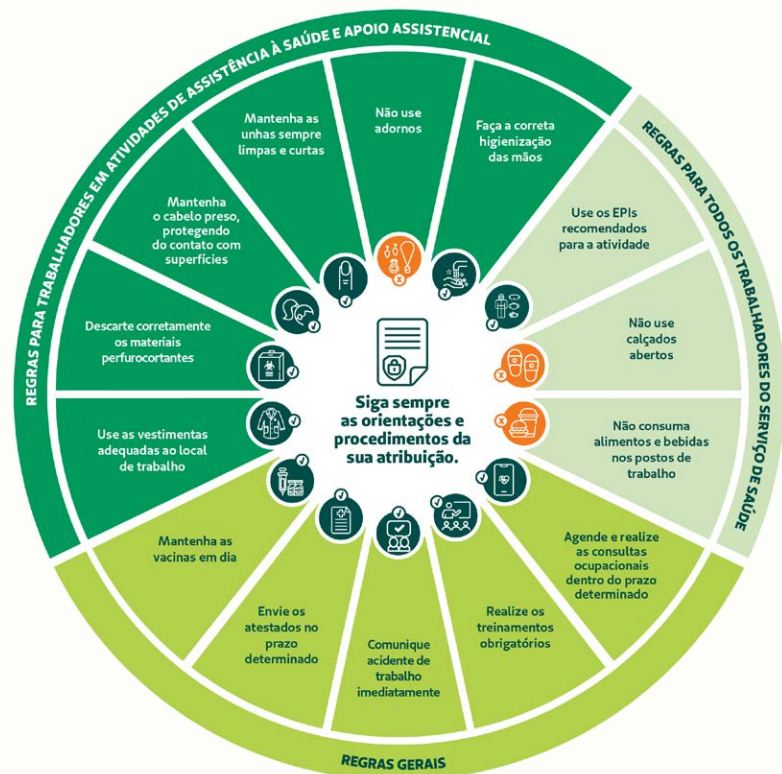 REGRAS PARA TRABALHADORES EM ATIVIDADES DE ASSISTÊNCIA À SAÚDE E APOIO ASSISTENCIAL
Use as vestimentas
adequadas ao local
de trabalho
Descarte corretamente
os materiais
perfurocortantes
Mantenha
o cabelo preso,
protegendo
do contato com
superfícies
Mantenha as
unhas sempre
limpas e curtas
Não use
adornos
Faça a correta
higienização
das mãos
REGRAS PARA TODOS OS TRABALHADORES DO SERVIÇO DE SAÚDE
Use os EPIs
recomendados
para a atividade
Não use
calçados
abertos
Não consuma
alimentos e bebidas
nos postos de
trabalho
Siga sempre
as orientações e
procedimentos da
sua atribuição.
Agende e realize
as consultas
ocupacionais
dentro do prazo
determinado
Realize os
treinamentos
obrigatórios
Comunique
acidente de
trabalho
imediatamente
Envie os
atestados no
prazo
determinado
Mantenha as
vacinas em dia
REGRAS GERAIS